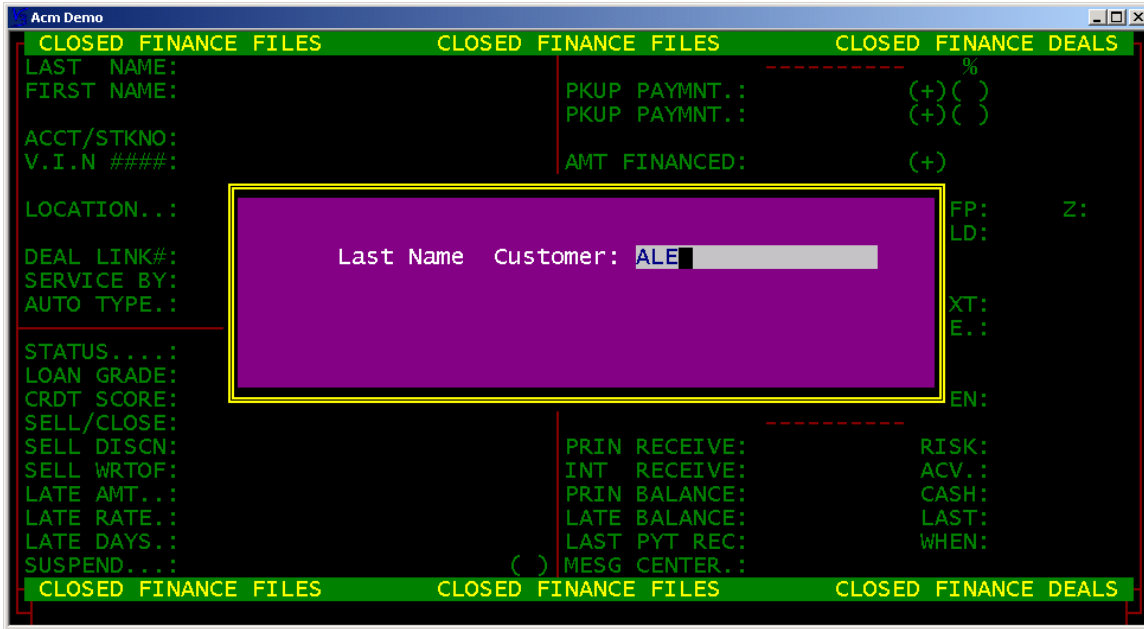 Acm Demo
CLOSED FINANCE FILES CLOSED FINANCE FILES CLOSED FINANCE DEALS
LAST NAME: ---------- %
FIRST NAME: PKUP PAYMNT.: (+)( )
PKUP PAYMNT.: (+)( )
ACCT/STKNO:
V.I.N ####: AMT FINANCED: (+)
LOCATION..: FP: Z:
LD:
Last Name Customer: ALE
DEAL LINK#:
SERVICE BY:
AUTO TYPE.: XT:
E.:
STATUS....:
LOAN GRADE:
CRDT SCORE: EN:
SELL/CLOSE: ----------
SELL DISCN: PRIN RECEIVE: RISK:
SELL WRTOF: INT RECEIVE: ACV.:
LATE AMT..: PRIN BALANCE: CASH:
LATE RATE.: LATE BALANCE: LAST:
LATE DAYS.: LAST PYT REC: WHEN:
SUSPEND...: ( ) MESG CENTER.:
CLOSED FINANCE FILES CLOSED FINANCE FILES CLOSED FINANCE DEALS